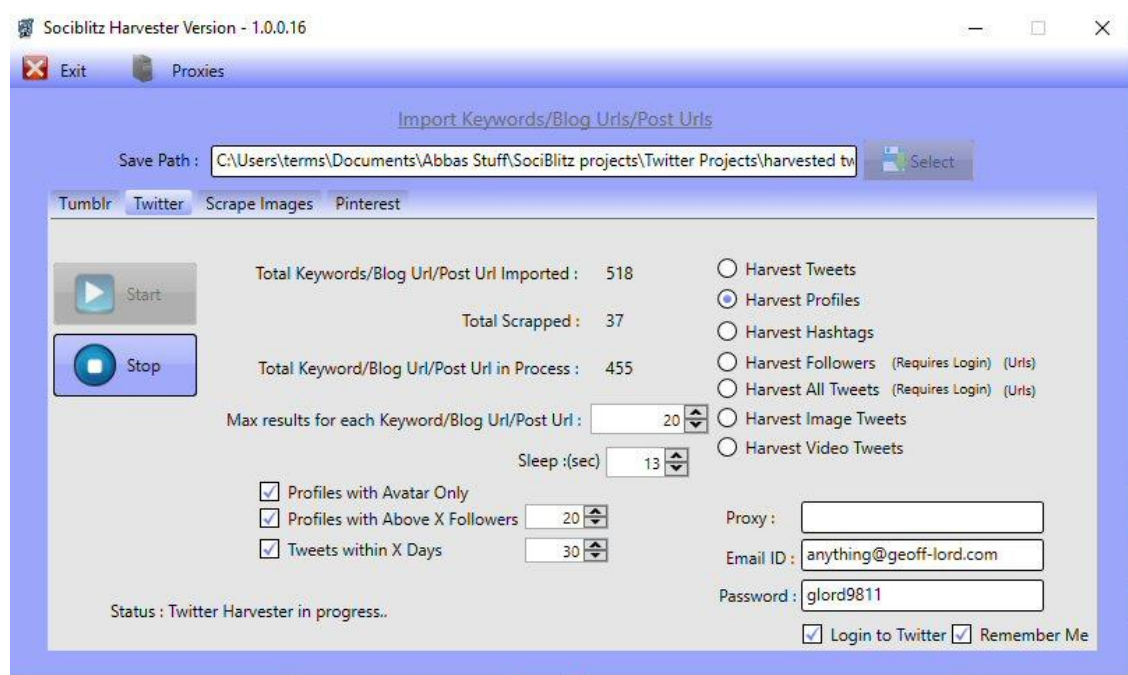 Sociblitz Harvester Version - 1.0.0.16
Exit Proxies
Import Keywords/Blog Urls/Post Urls
Save Path : C:\Users\terms\Documents\Abbas Stuff\SociBlitz projects\Twitter Projects\harvested tw Select
Tumblr Twitter Scrape Images Pinterest
Start
Stop
Total Keywords/Blog Url/Post Url Imported : 518
Total Scrapped : 37
Total Keyword/Blog Url/Post Url in Process : 455
Max results for each Keyword/Blog Url/Post Url : 20
Sleep :(sec) 13
Profiles with Avatar Only
Profiles with Above X Followers 20
Tweets within X Days 30
Status : Twitter Harvester in progress..
Harvest Tweets
Harvest Profiles
Harvest Hashtags
Harvest Followers (Requires Login) (Urls)
Harvest All Tweets (Requires Login) (Urls)
Harvest Image Tweets
Harvest Video Tweets
Proxy :
Email ID : anything@geoff-lord.com
Password : glord9811
Login to Twitter Remember Me